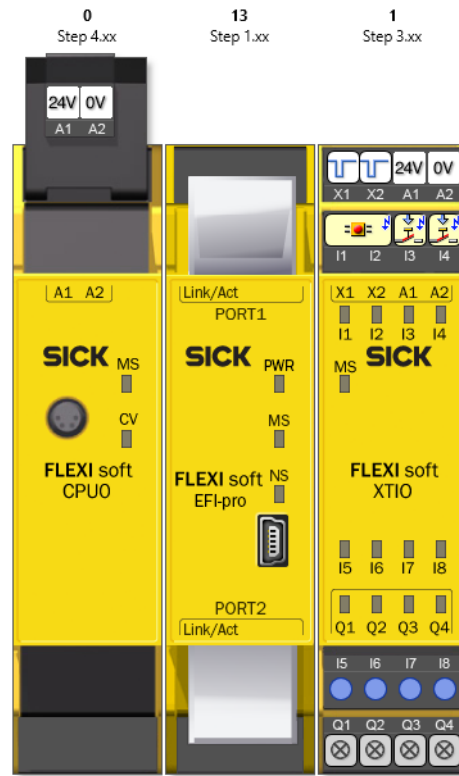 0 13 1
Step 4.xx Step 1.xx Step 3.xx
24V 0V
A1 A2
A1 A2
SICK MS
CV
FLEXI soft
CPU0
Link/Act
PORT1
SICK PWR
MS
NS
FLEXI soft
EFI-pro
PORT2
Link/Act
24V 0V
X1 X2 A1 A2
I1 I2 I3 I4
X1 X2 A1 A2
I1 I2 I3 I4
MS SICK
FLEXI soft
XTIO
I5 I6 I7 I8
Q1 Q2 Q3 Q4
I5 I6 I7 I8
Q1 Q2 Q3 Q4